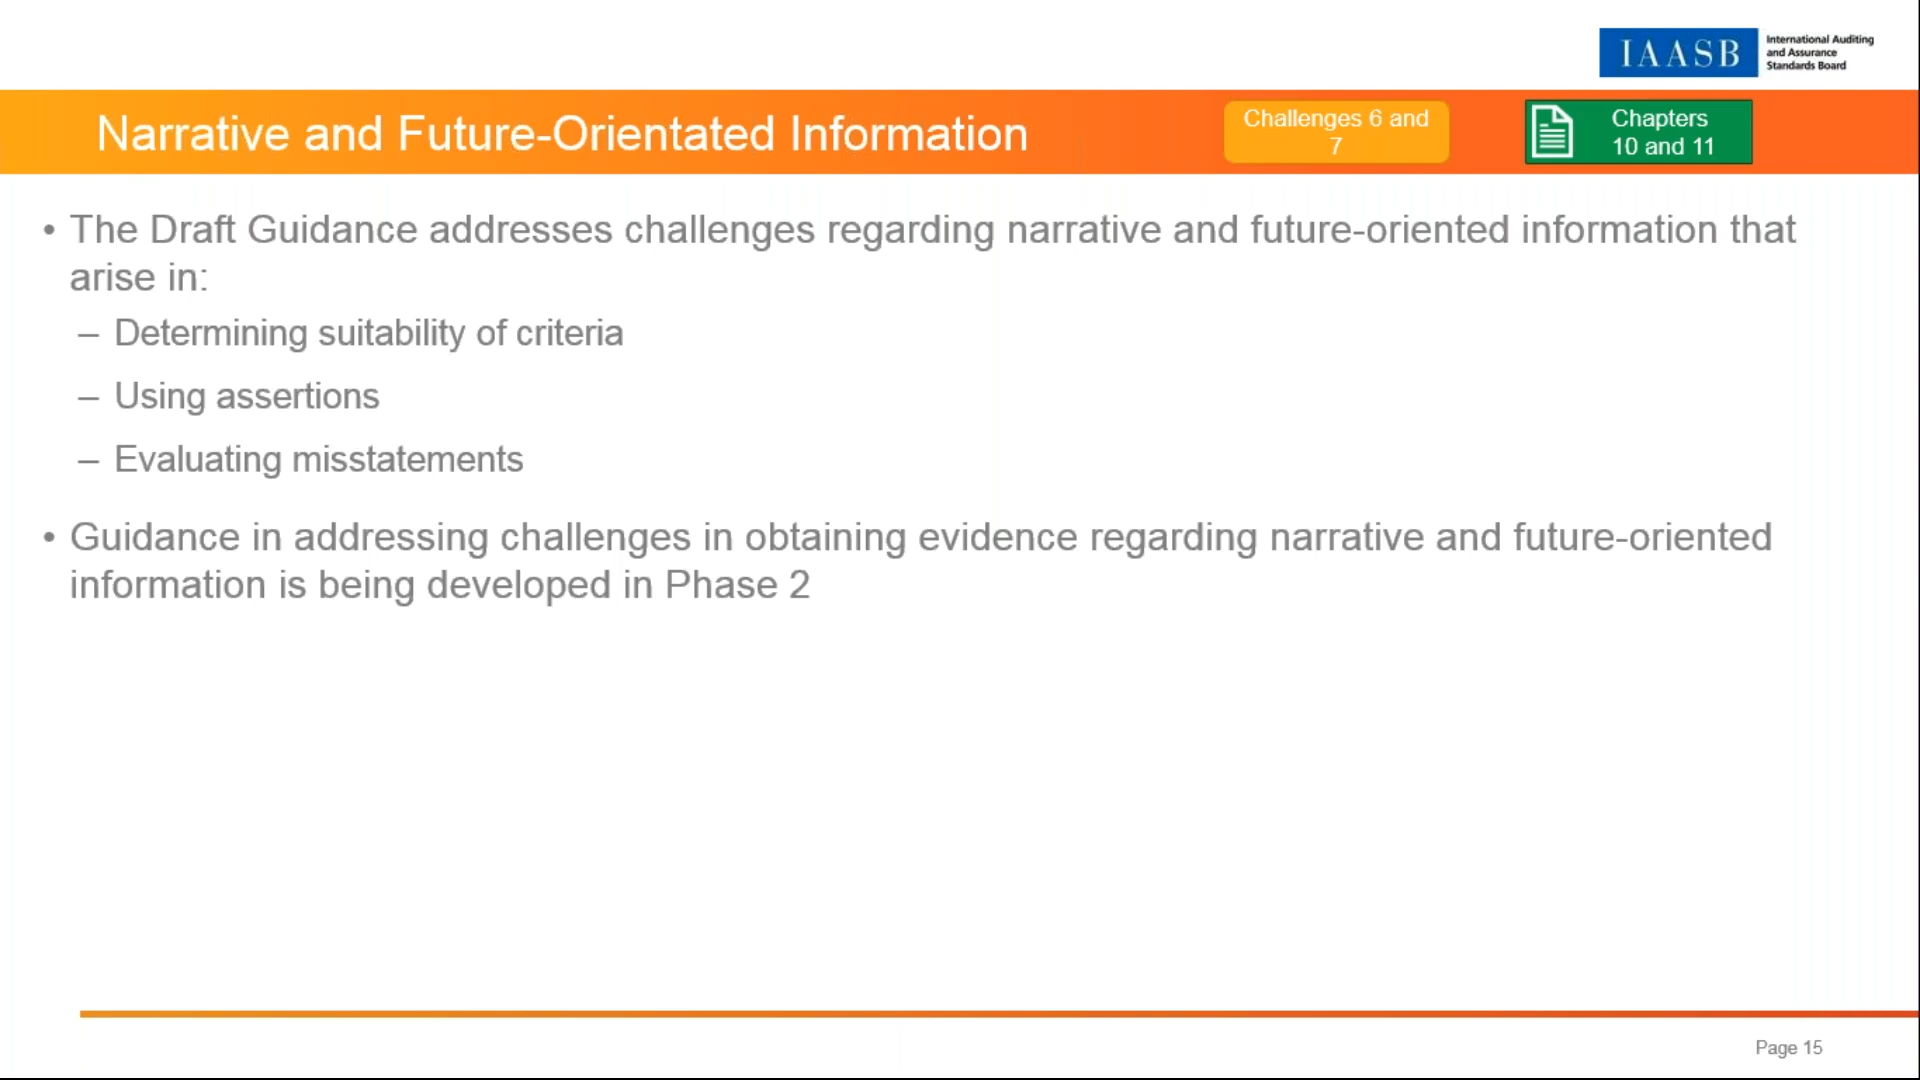 IAASB
International Auditing
and Assurance
Standards Board
Narrative and Future-Orientated Information
Challenges 6 and
7
Chapters
10 and 11
• The Draft Guidance addresses challenges regarding narrative and future-oriented information that
arise in:
– Determining suitability of criteria
– Using assertions
– Evaluating misstatements
• Guidance in addressing challenges in obtaining evidence regarding narrative and future-oriented
information is being developed in Phase 2
Page 15